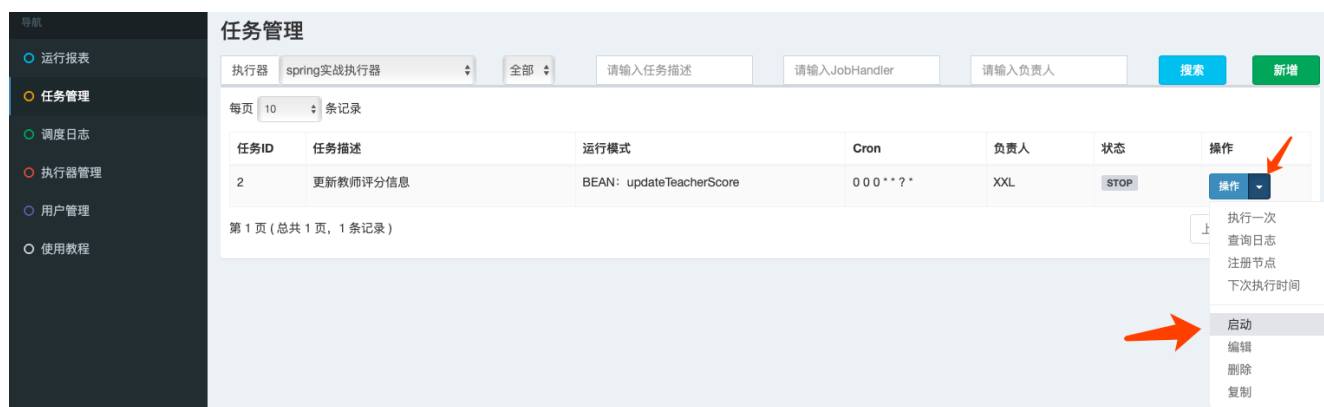 导航
运行报表
任务管理
调度日志
执行器管理
用户管理
使用教程
任务管理
执行器 spring实战执行器 全部 请输入任务描述 请输入JobHandler 请输入负责人 搜索 新增
每页 10 条记录
任务ID 任务描述 运行模式 Cron 负责人 状态 操作
2 更新教师评分信息 BEAN：updateTeacherScore 0 0 0 * * ? * XXL STOP 操作
第 1 页 ( 总共 1 页，1 条记录 ) 上
执行一次
查询日志
注册节点
下次执行时间
启动
编辑
删除
复制